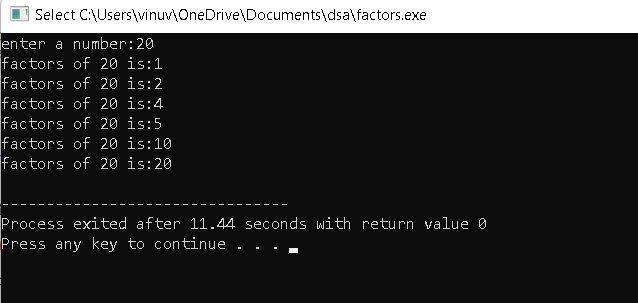 Select C:\Users\vinuv\OneDrive\Documents\dsa\factors.exe
enter a number:20
factors of 20 is:1
factors of 20 is:2
factors of 20 is:4
factors of 20 is:5
factors of 20 is:10
factors of 20 is:20
--------------------------------
Process exited after 11.44 seconds with return value 0
Press any key to continue . . .